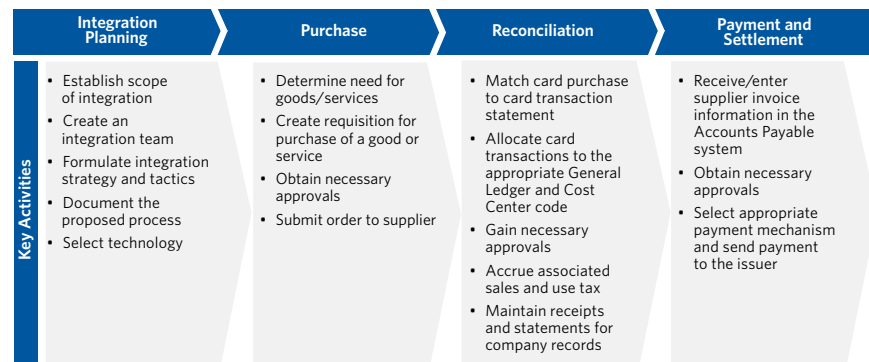 Integration
Planning
Purchase
Reconciliation
Payment and
Settlement
Key Activities
• Establish scope
of integration
• Create an
integration team
• Formulate integration
strategy and tactics
• Document the
proposed process
• Select technology
• Determine need for
goods/services
• Create requisition for
purchase of a good or
service
• Obtain necessary
approvals
• Submit order to supplier
• Match card purchase
to card transaction
statement
• Allocate card
transactions to the
appropriate General
Ledger and Cost
Center code
• Gain necessary
approvals
• Accrue associated
sales and use tax
• Maintain receipts
and statements for
company records
• Receive/enter
supplier invoice
information in the
Accounts Payable
system
• Obtain necessary
approvals
• Select appropriate
payment mechanism
and send payment
to the issuer